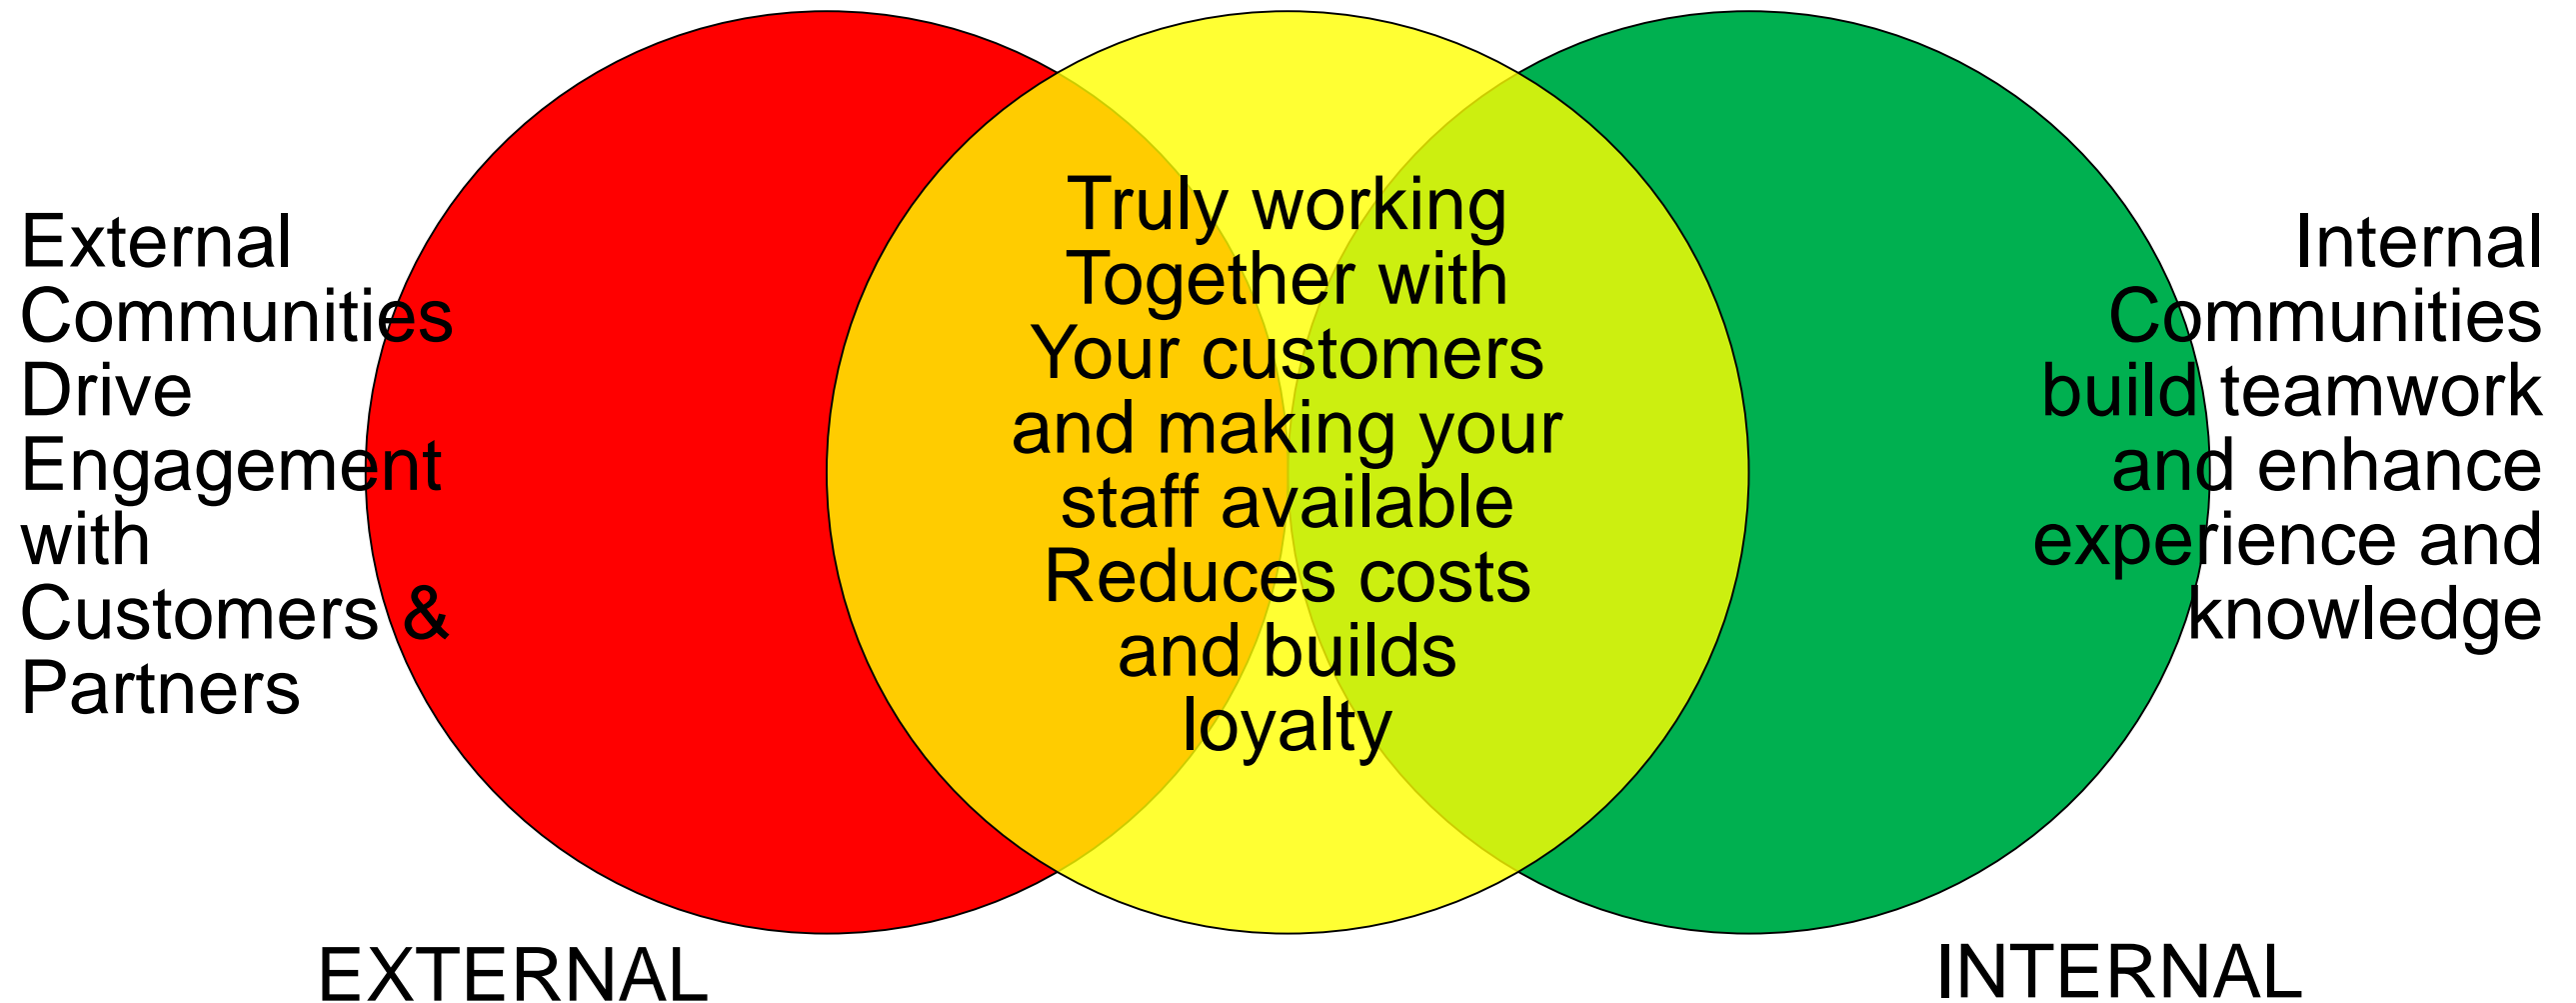 External
Communities
Drive
Engagement
with
Customers &
Partners
Truly working
Together with
Your customers
and making your
staff available
Reduces costs
and builds
loyalty
Internal
Communities
build teamwork
and enhance
experience and
knowledge
EXTERNAL
INTERNAL